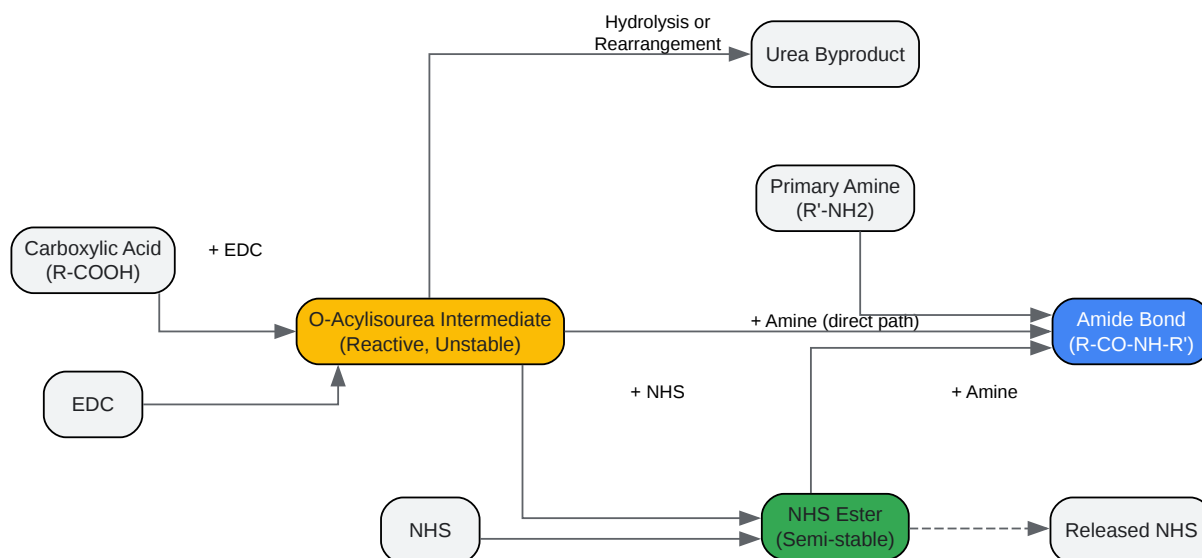 Hydrolysis or
Rearrangement
Urea Byproduct
Primary Amine
(R'-NH2)
Carboxylic Acid
(R-COOH)
+ EDC
O-Acylisourea Intermediate
(Reactive, Unstable)
+ Amine (direct path)
Amide Bond
(R-CO-NH-R')
EDC
+ NHS
+ Amine
NHS
NHS Ester
(Semi-stable)
Released NHS